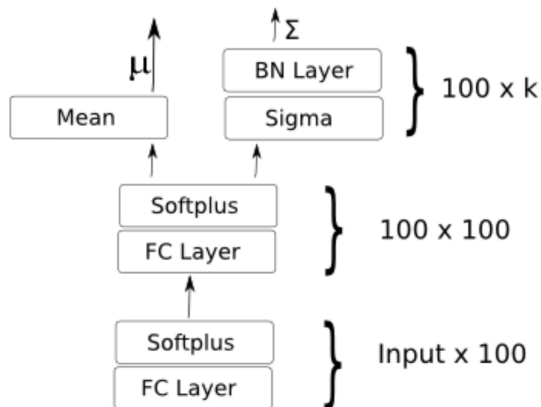 μ
Σ
BN Layer
100 x k
Mean
Sigma
Softplus
100 x 100
FC Layer
Softplus
Input x 100
FC Layer